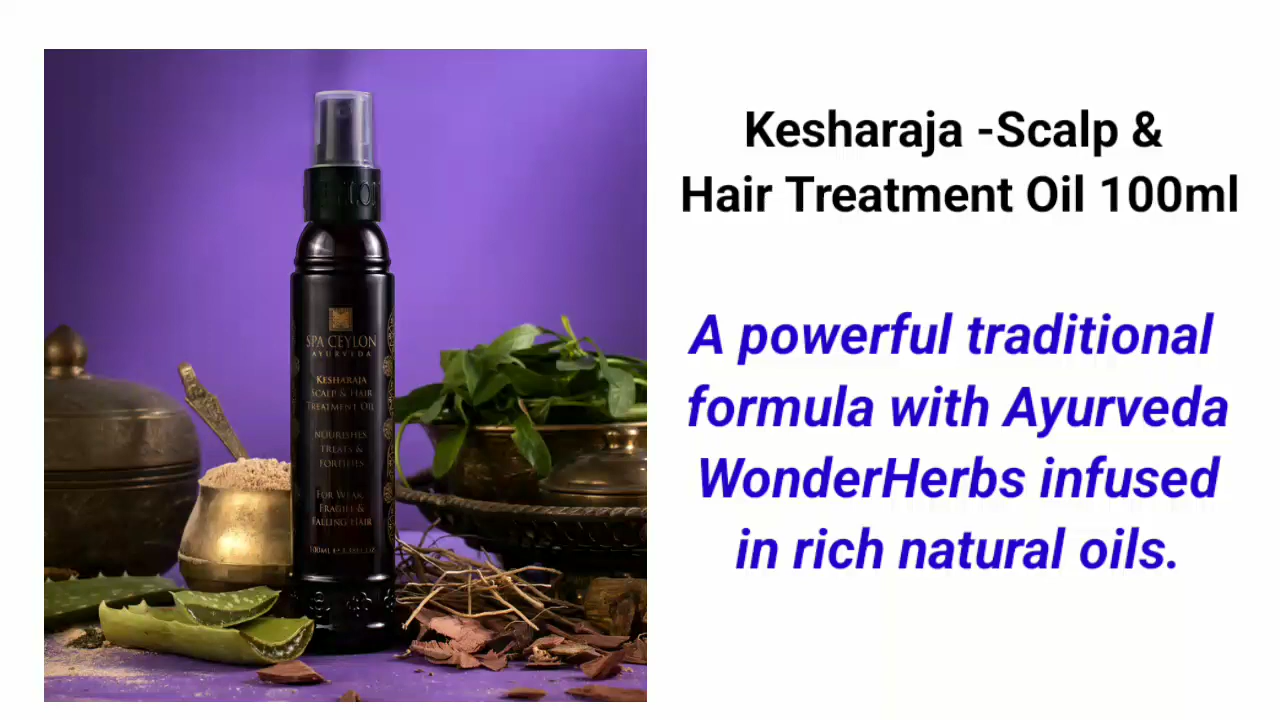 Kesharaja -Scalp &
Hair Treatment Oil 100ml
A powerful traditional
formula with Ayurveda
WonderHerbs infused
in rich natural oils.
SPA CEYLON
AYURVEDA
KESHARAJA
SCALP & HAIR
TREATMENT OIL
NOURISHES
TREATS &
FORTIFIES
FOR WEAK,
FRAGILE &
FALLING HAIR
100ML